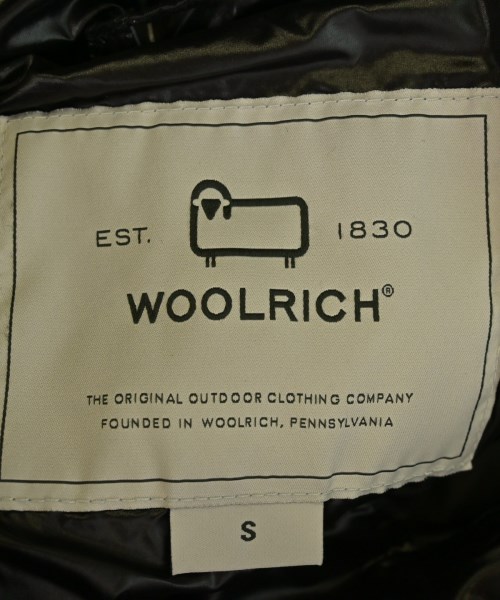 EST. 1830
WOOLRICH®
THE ORIGINAL OUTDOOR CLOTHING COMPANY
FOUNDED IN WOOLRICH, PENNSYLVANIA
S